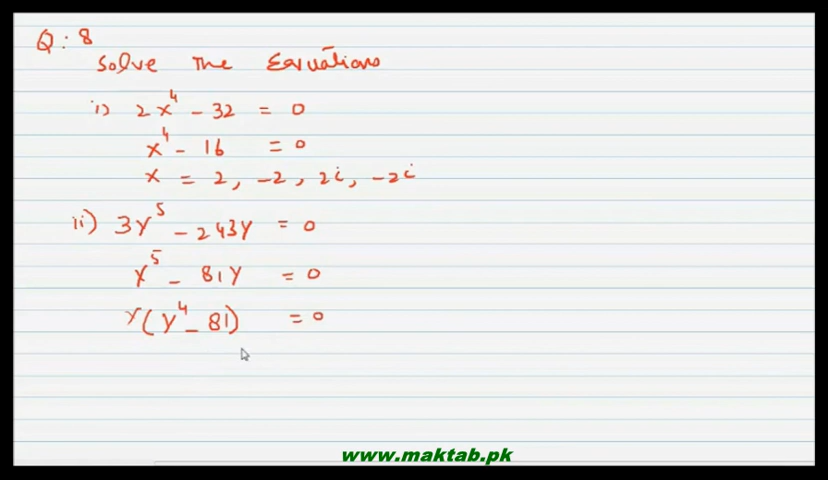 Q : 8
Solve The Equations
i) 2x⁴ - 32 = 0
x⁴ - 16 = 0
x = 2, -2, 2i, -2i
ii) 3y⁵ - 243y = 0
y⁵ - 81y = 0
y(y⁴ - 81) = 0
www.maktab.pk